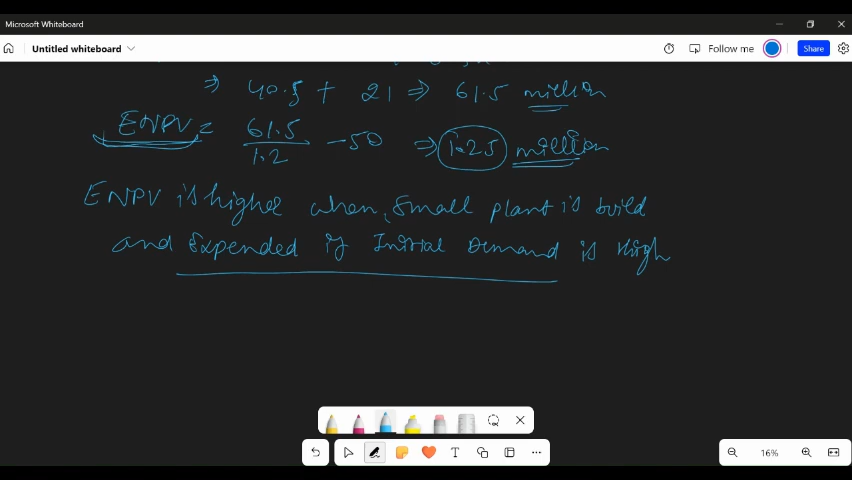 Microsoft Whiteboard
Untitled whiteboard
Follow me
Share
⇒ 40.5 + 21 ⇒ 61.5 million
ENPV = 61.5 / 1.2 - 50 ⇒ 1.25 million
ENPV is higher when, Small plant is build
and Expended if Initial Demand is High
16%